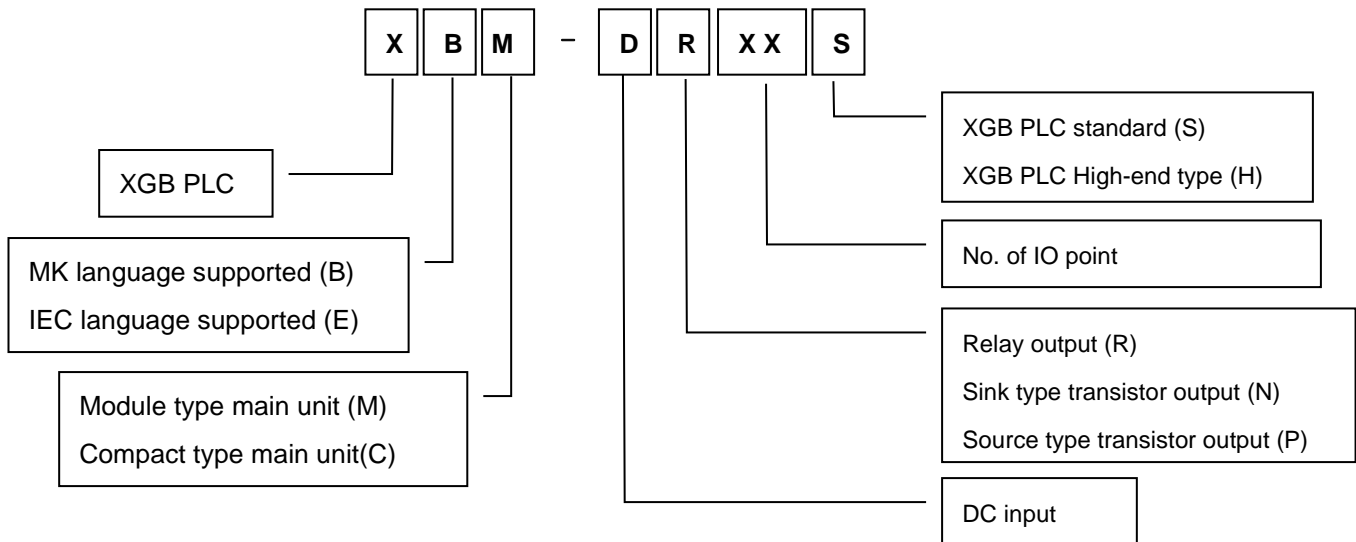 X B M - D R X X S
XGB PLC standard (S)
XGB PLC High-end type (H)
XGB PLC
No. of IO point
MK language supported (B)
IEC language supported (E)
Relay output (R)
Sink type transistor output (N)
Source type transistor output (P)
Module type main unit (M)
Compact type main unit(C)
DC input